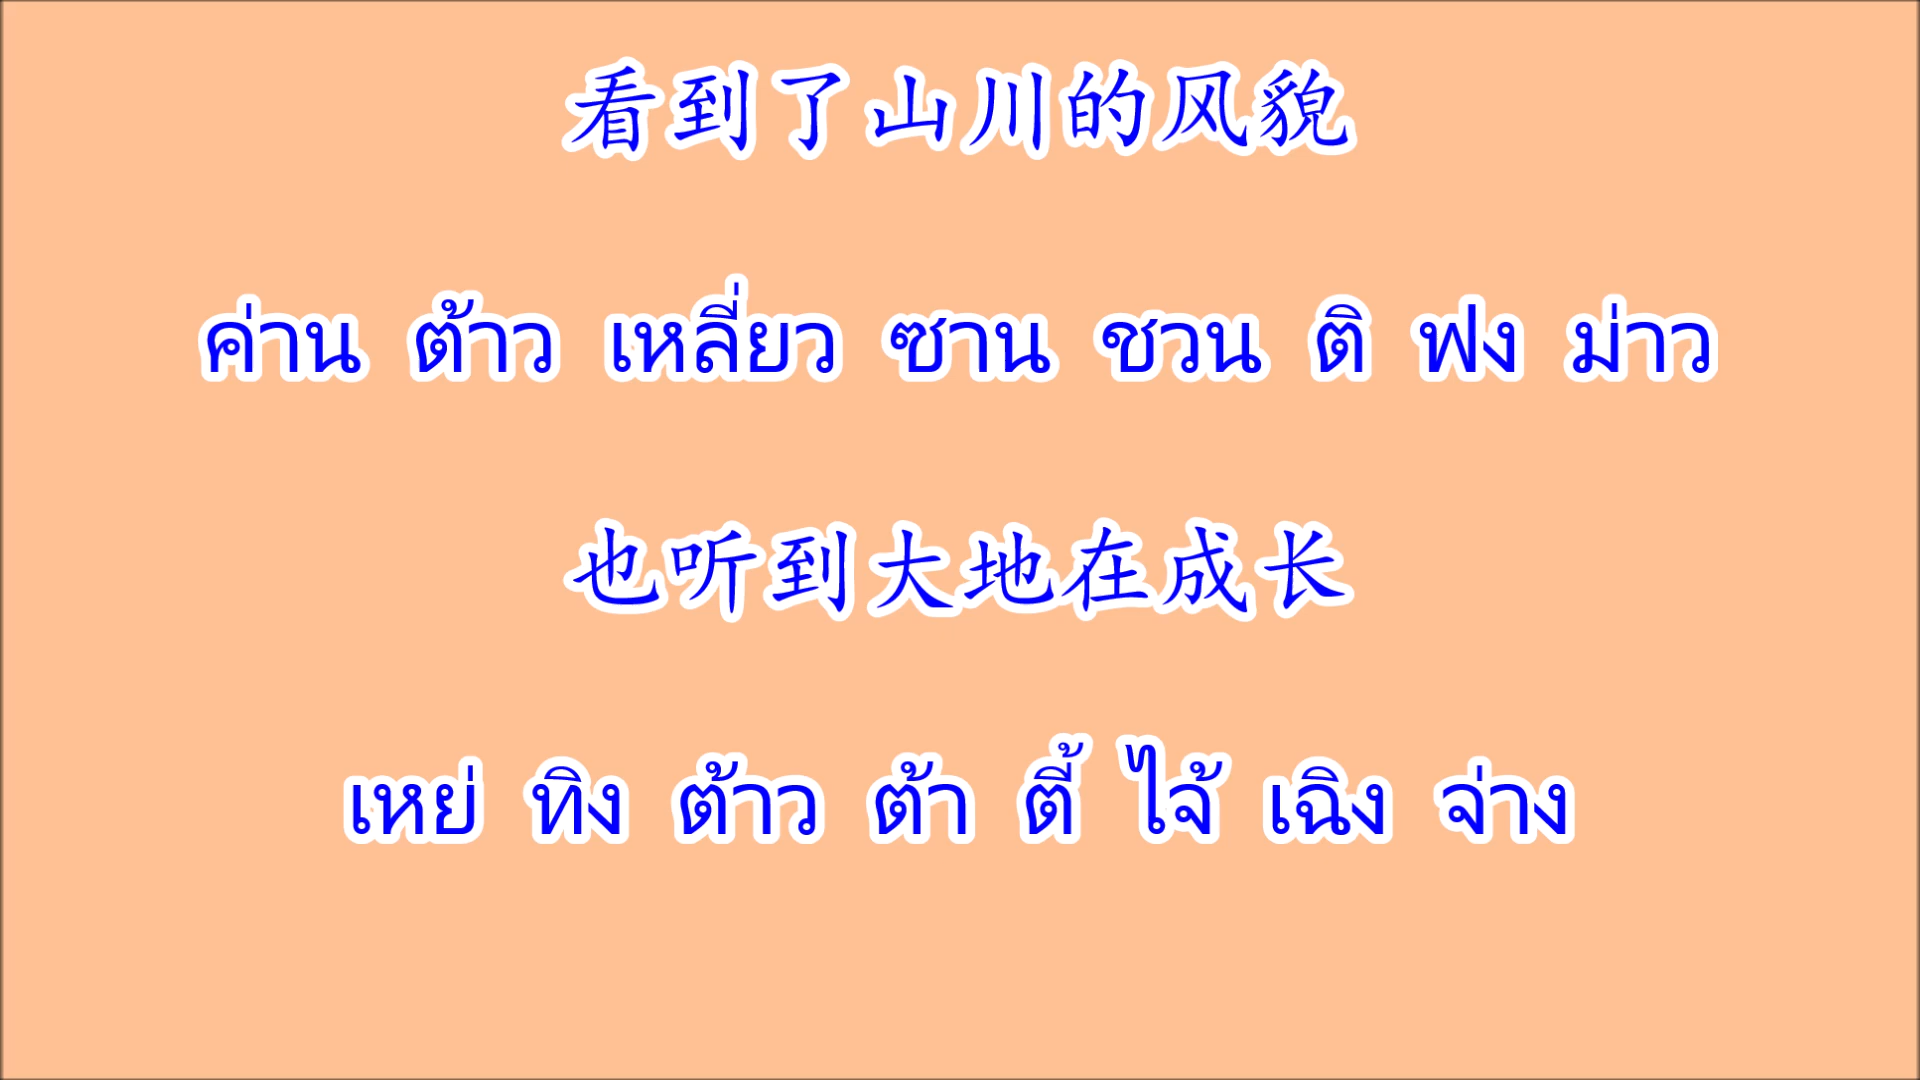 看到了山川的风貌
ค่าน ต้าว เหลี่ยว ซาน ชวน ติ ฟง ม่าว
也听到大地在成长
เหย่ ทิง ต้าว ต้า ตี้ ไจ้ เฉิง จ่าง